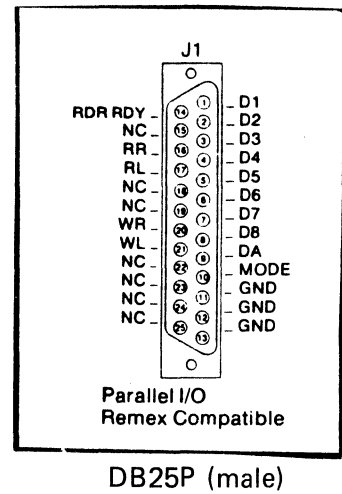 J1
RDR RDY 14 1 D1
NC 15 2 D2
RR 16 3 D3
RL 17 4 D4
NC 18 5 D5
NC 19 6 D6
WR 20 7 D7
WL 21 8 D8
NC 22 9 DA
NC 23 10 MODE
NC 24 11 GND
NC 25 12 GND
13 GND
Parallel I/O
Remex Compatible
DB25P (male)